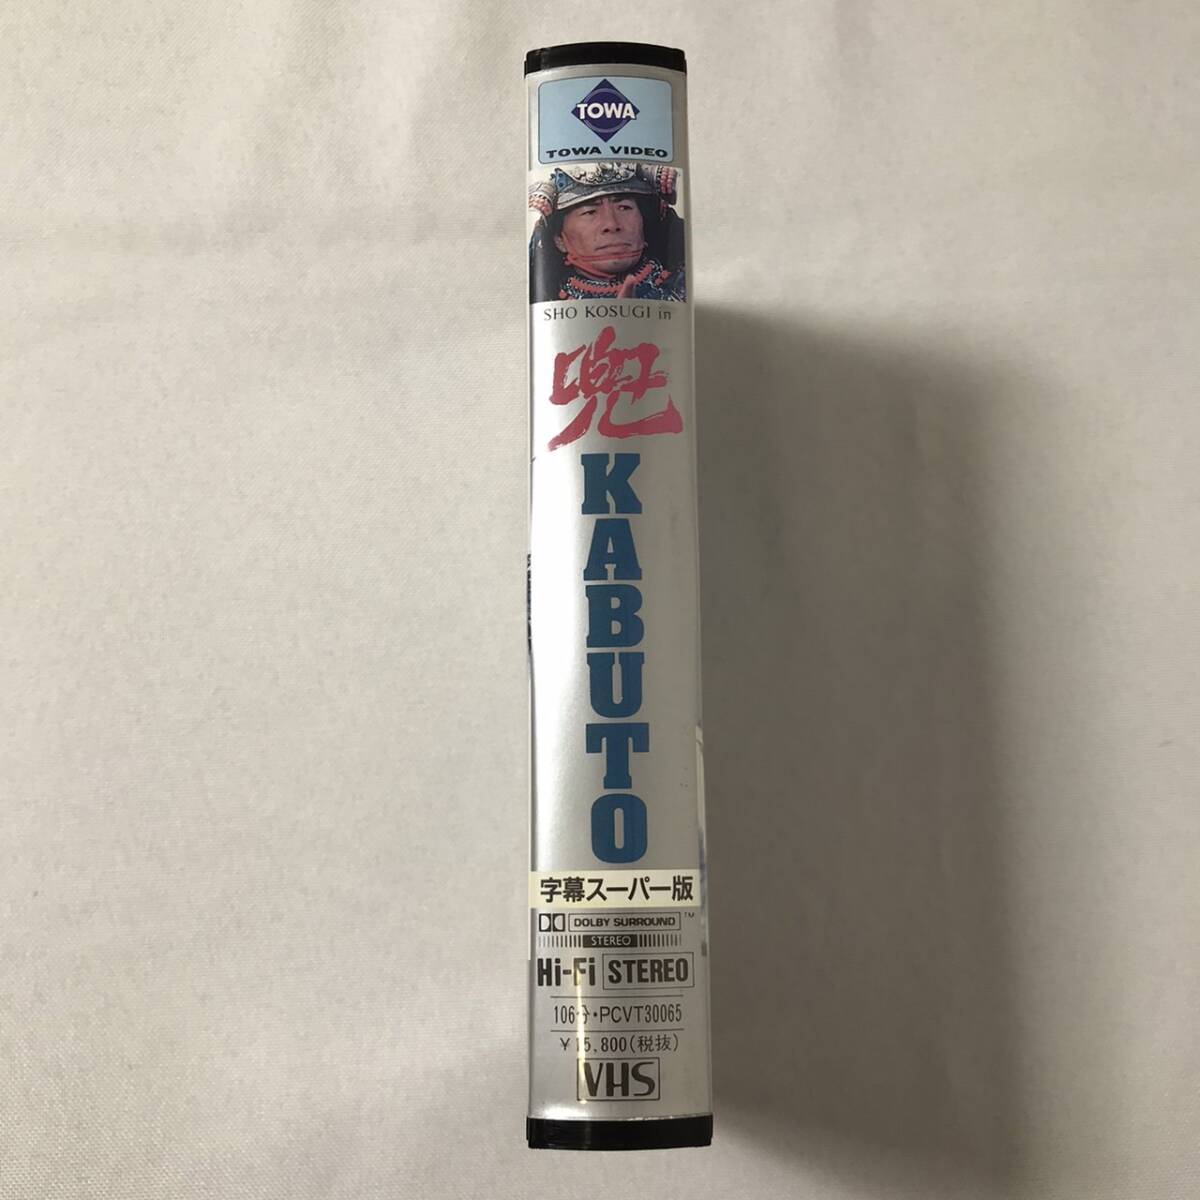 TOWA
TOWA VIDEO
SHO KOSUGI in
兜
KABUTO
字幕スーパー版
DOLBY SURROUND™
STEREO
Hi-Fi STEREO
106分・PCVT30065
¥15,800(税抜)
VHS